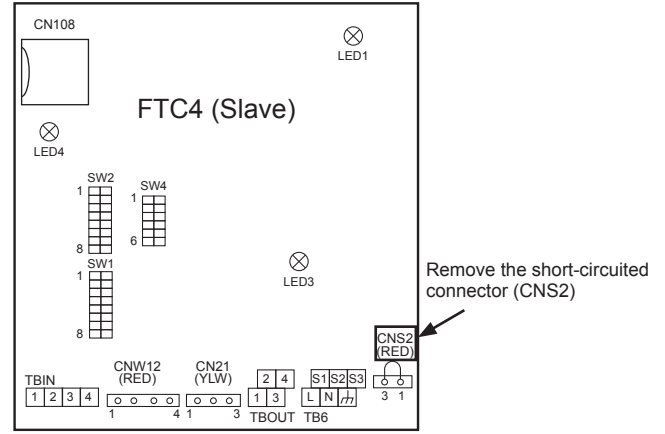 CN108
LED1
FTC4 (Slave)
LED4
SW2
1
8
SW4
1
6
SW1
1
8
LED3
Remove the short-circuited
connector (CNS2)
CNS2
(RED)
3 1
TBIN
1 2 3 4
CNW12
(RED)
1 4
CN21
(YLW)
1 3
2 4
1 3
TBOUT
S1 S2 S3
L N
TB6